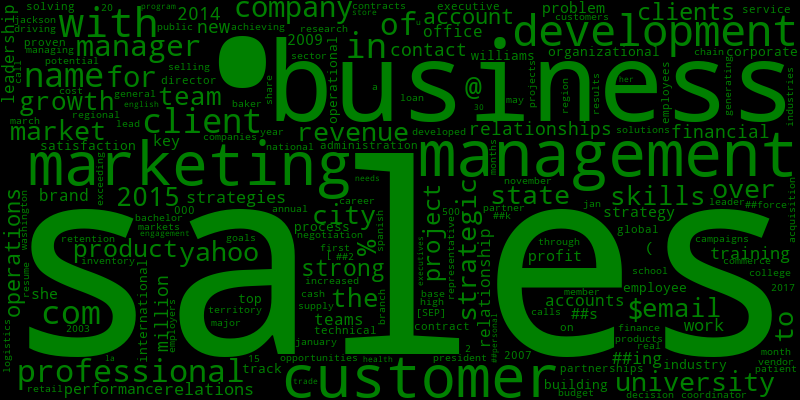 solving
jackson
driving
proven
managing
with
20
program
2014
public
new
achieving
company
contracts
store
research
2009
sector
of
in
executive
account
office
contact
williams
problem
customers
organizational
development
clients
service
chain
corporate
leadership
manager
name
for
potential
call
director
selling
cost
general
english
baker
share
operational
•
business
a
loan
@
30
may
projects
region
results
her
employees
generating
industries
growth
team
client
march
regional
lead
companies
year
revenue
developed
relationships
solutions
financial
market
satisfaction
key
national
administration
months
marketing
management
exceeding
brand
2015
strategies
needs
november
state
skills
over
leader
##force
acquisition
operations
washington
resume
000
bachelor
markets
engagement
annual
career
city
process
negotiation
spanish
project
500
representative
strategic
partner
##k
jan
strategy
global
sales
retention
product
inventory
yahoo
goals
first
[
##2
%
strong
increased
executives
relationship
through
profit
(
campaigns
training
commerce
school
college
she
com
2003
international
million
employers
top
territory
major
cash
supply
the
teams
technical
january
branch
base
high
[SEP]
contract
member
accounts
##s
calls
on
employee
$
email
finance
products
real
work
2017
to
vendor
logistics
professional
la
retail
performance
relations
15
track
opportunities
health
trade
customer
president
2
##personal
2007
partnerships
building
budget
##ing
industry
university
decision
coordinator
month
patient